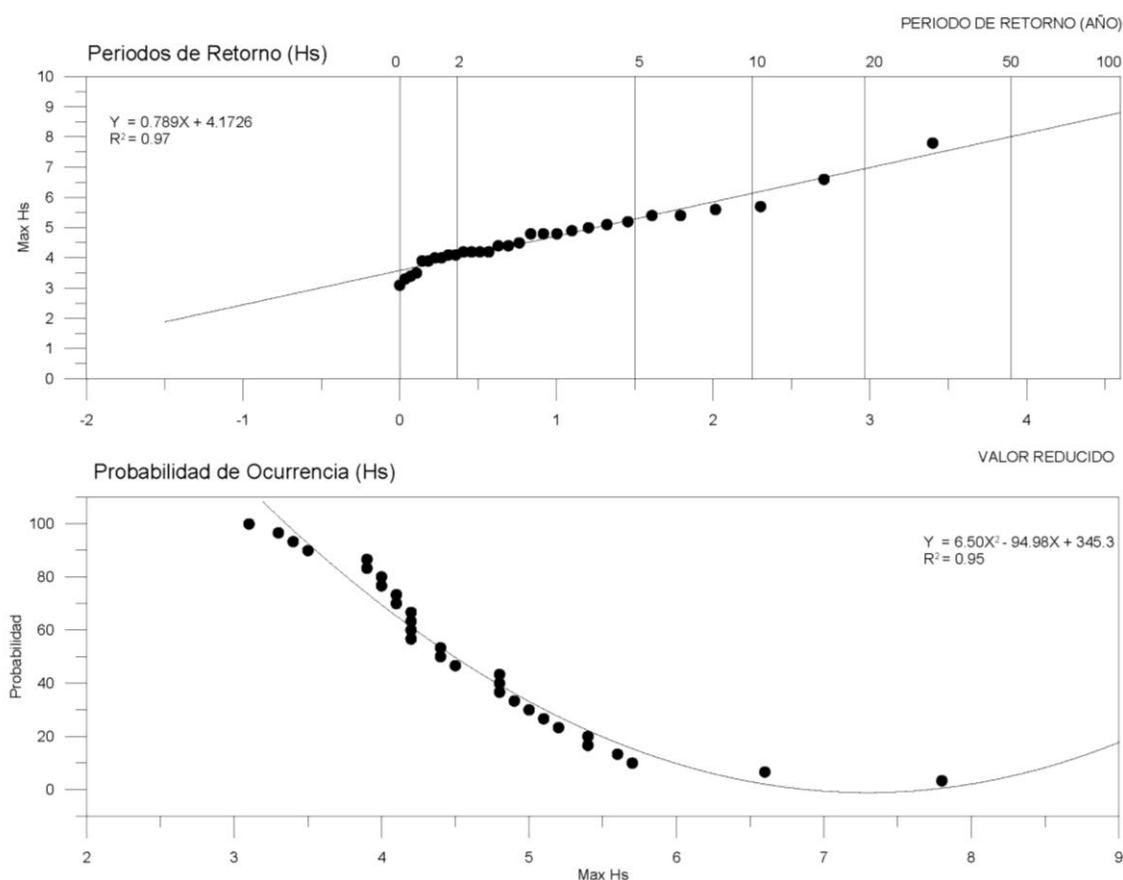 PERIODO DE RETORNO (AÑO)
Periodos de Retorno (Hs)
0 2 5 10 20 50 100
10
9
8
7
6
5
4
3
2
1
0
Max Hs
Y = 0.789X + 4.1726
R² = 0.97
-2 -1 0 1 2 3 4
VALOR REDUCIDO
Probabilidad de Ocurrencia (Hs)
Y = 6.50X² - 94.98X + 345.3
R² = 0.95
100
80
60
40
20
0
Probabilidad
2 3 4 5 6 7 8 9
Max Hs